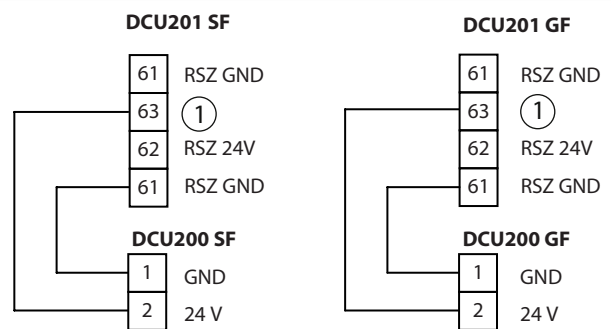 DCU201 SF
61 RSZ GND
63 1
62 RSZ 24V
61 RSZ GND
DCU200 SF
1 GND
2 24 V
DCU201 GF
61 RSZ GND
63 1
62 RSZ 24V
61 RSZ GND
DCU200 GF
1 GND
2 24 V